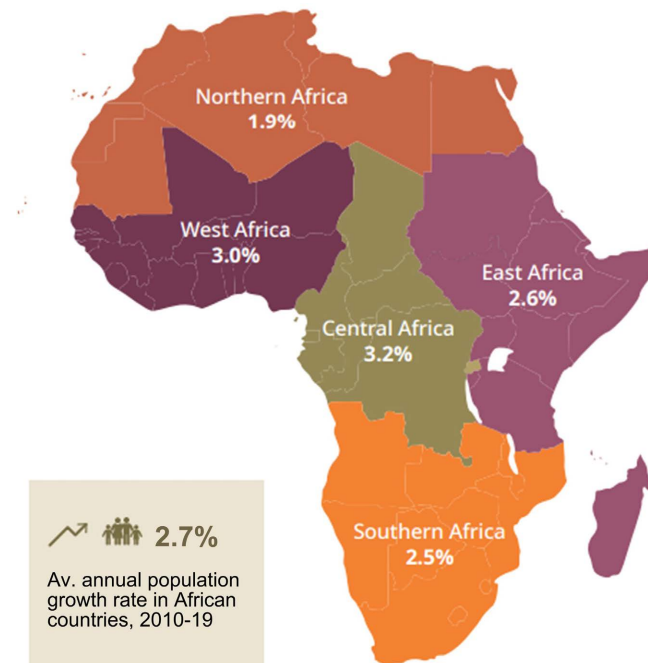 Northern Africa
1.9%
West Africa
3.0%
East Africa
2.6%
Central Africa
3.2%
Southern Africa
2.5%
2.7%
Av. annual population
growth rate in African
countries, 2010-19